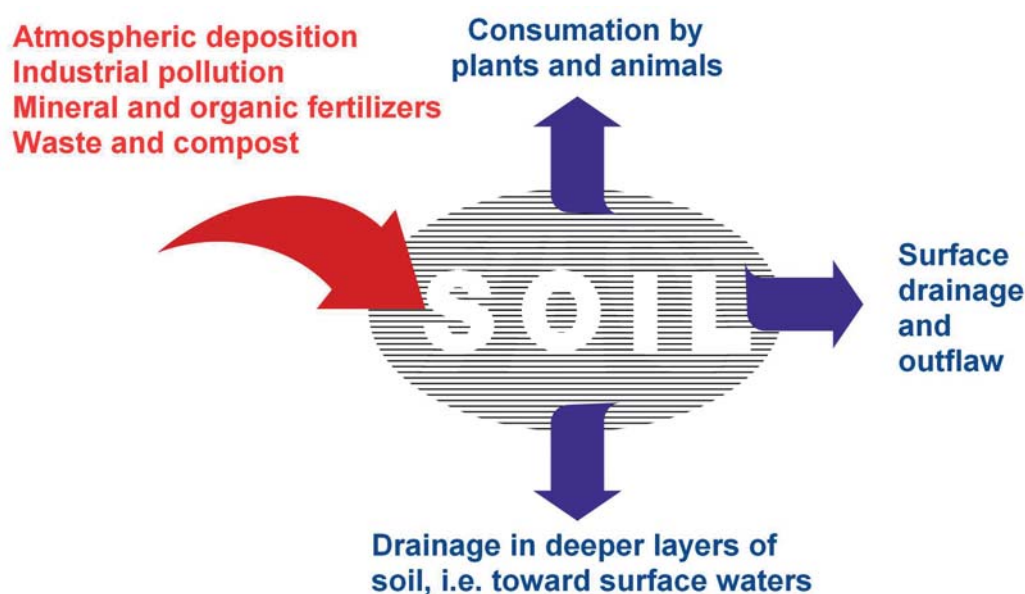 Atmospheric deposition
Industrial pollution
Mineral and organic fertilizers
Waste and compost
Consumation by
plants and animals
SOIL
Surface
drainage
and
outflaw
Drainage in deeper layers of
soil, i.e. toward surface waters